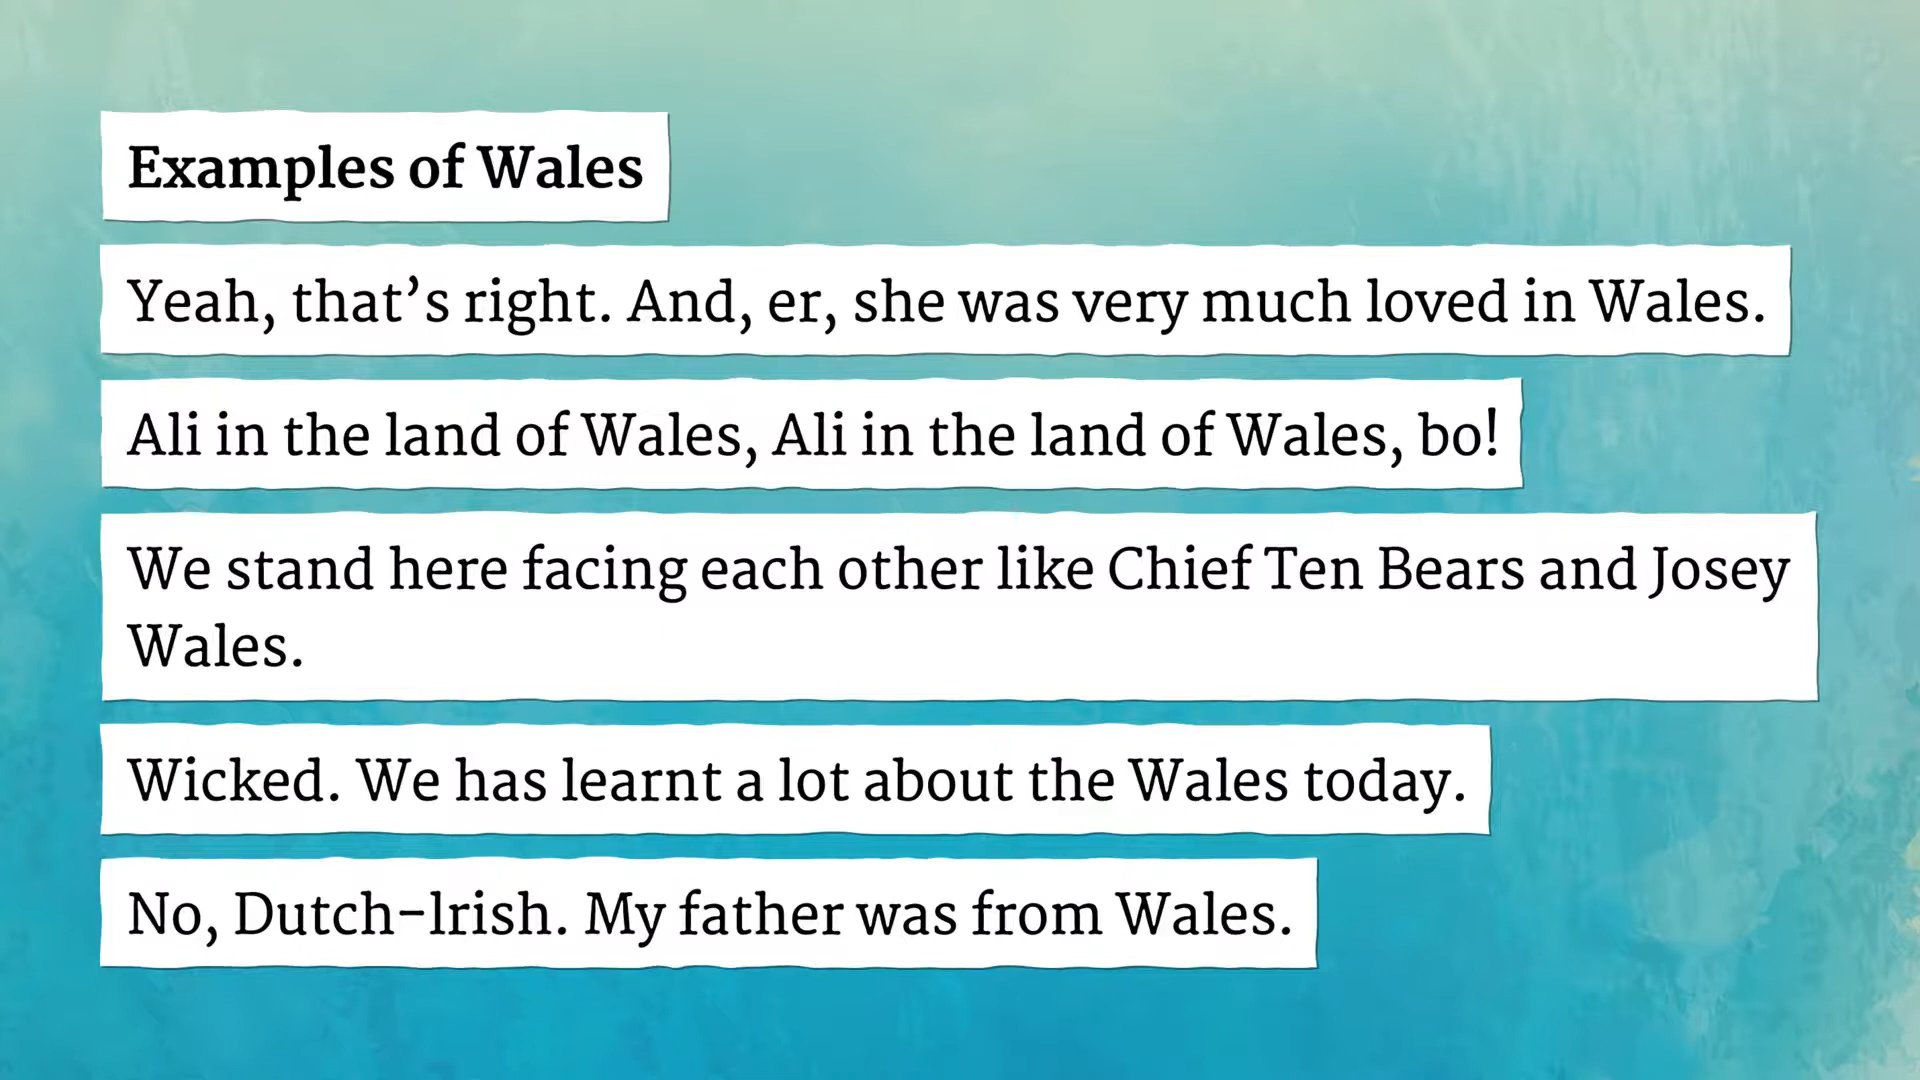 Examples of Wales
Yeah, that’s right. And, er, she was very much loved in Wales.
Ali in the land of Wales, Ali in the land of Wales, bo!
We stand here facing each other like Chief Ten Bears and Josey
Wales.
Wicked. We has learnt a lot about the Wales today.
No, Dutch-Irish. My father was from Wales.